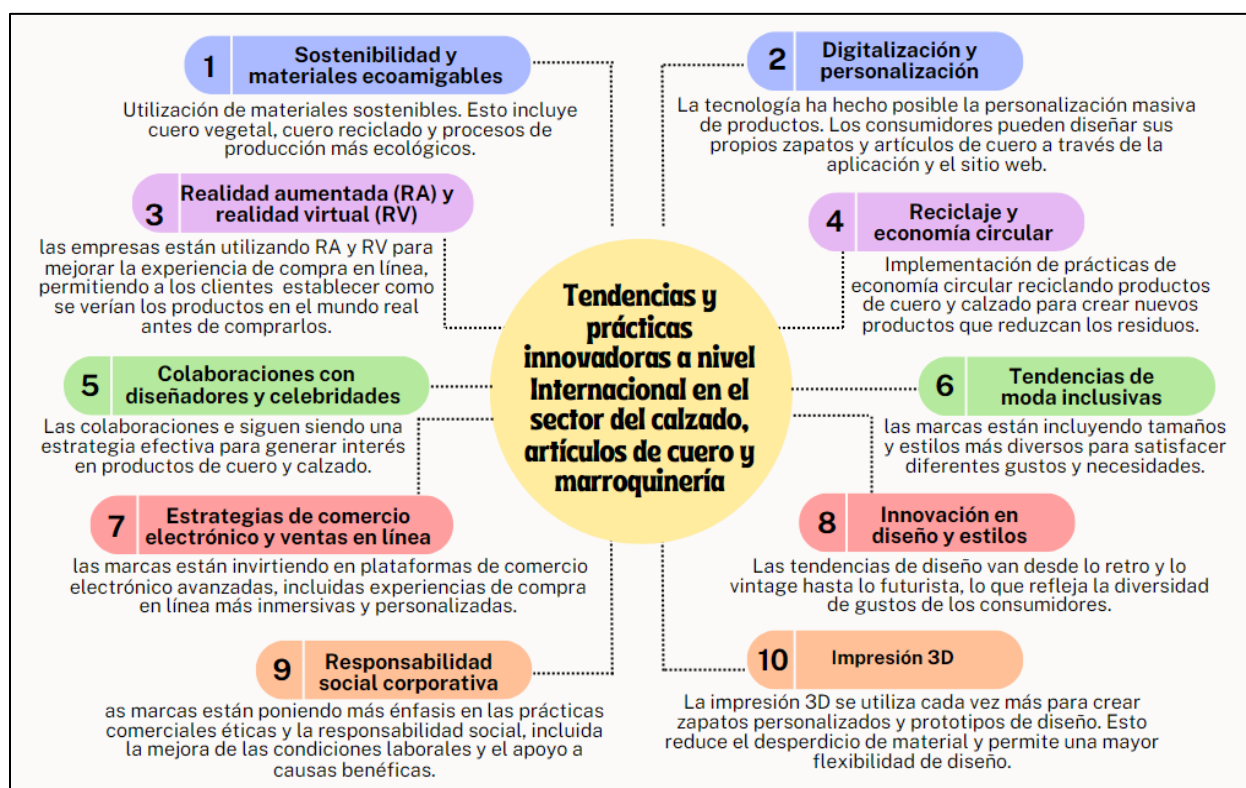 1
Sostenibilidad y
materiales ecoamigables
Utilización de materiales sostenibles. Esto incluye
cuero vegetal, cuero reciclado y procesos de
producción más ecológicos.
2
Digitalización y
personalización
La tecnología ha hecho posible la personalización masiva
de productos. Los consumidores pueden diseñar sus
propios zapatos y artículos de cuero a través de la
aplicación y el sitio web.
3
Realidad aumentada (RA) y
realidad virtual (RV)
las empresas están utilizando RA y RV para
mejorar la experiencia de compra en línea,
permitiendo a los clientes establecer como
se verían los productos en el mundo real
antes de comprarlos.
4
Reciclaje y
economía circular
Implementación de prácticas de
economía circular reciclando productos
de cuero y calzado para crear nuevos
productos que reduzcan los residuos.
Tendencias y
prácticas
innovadoras a nivel
Internacional en el
sector del calzado,
artículos de cuero y
marroquinería
5
Colaboraciones con
diseñadores y celebridades
Las colaboraciones e siguen siendo una
estrategia efectiva para generar interés
en productos de cuero y calzado.
6
Tendencias de
moda inclusivas
las marcas están incluyendo tamaños
y estilos más diversos para satisfacer
diferentes gustos y necesidades.
7
Estrategias de comercio
electrónico y ventas en línea
las marcas están invirtiendo en plataformas de comercio
electrónico avanzadas, incluidas experiencias de compra
en línea más inmersivas y personalizadas.
8
Innovación en
diseño y estilos
Las tendencias de diseño van desde lo retro y lo
vintage hasta lo futurista, lo que refleja la diversidad
de gustos de los consumidores.
9
Responsabilidad
social corporativa
as marcas están poniendo más énfasis en las prácticas
comerciales éticas y la responsabilidad social, incluida
la mejora de las condiciones laborales y el apoyo a
causas benéficas.
10
Impresión 3D
La impresión 3D se utiliza cada vez más para crear
zapatos personalizados y prototipos de diseño. Esto
reduce el desperdicio de material y permite una mayor
flexibilidad de diseño.